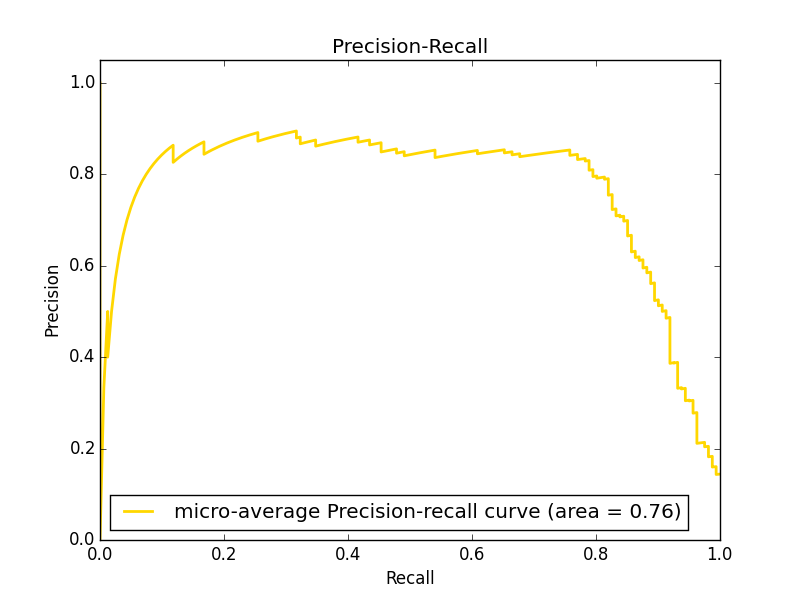 Precision-Recall
1.0
0.8
0.6
0.4
0.2
0.0
Precision
0.0 0.2 0.4 0.6 0.8 1.0
Recall
micro-average Precision-recall curve (area = 0.76)